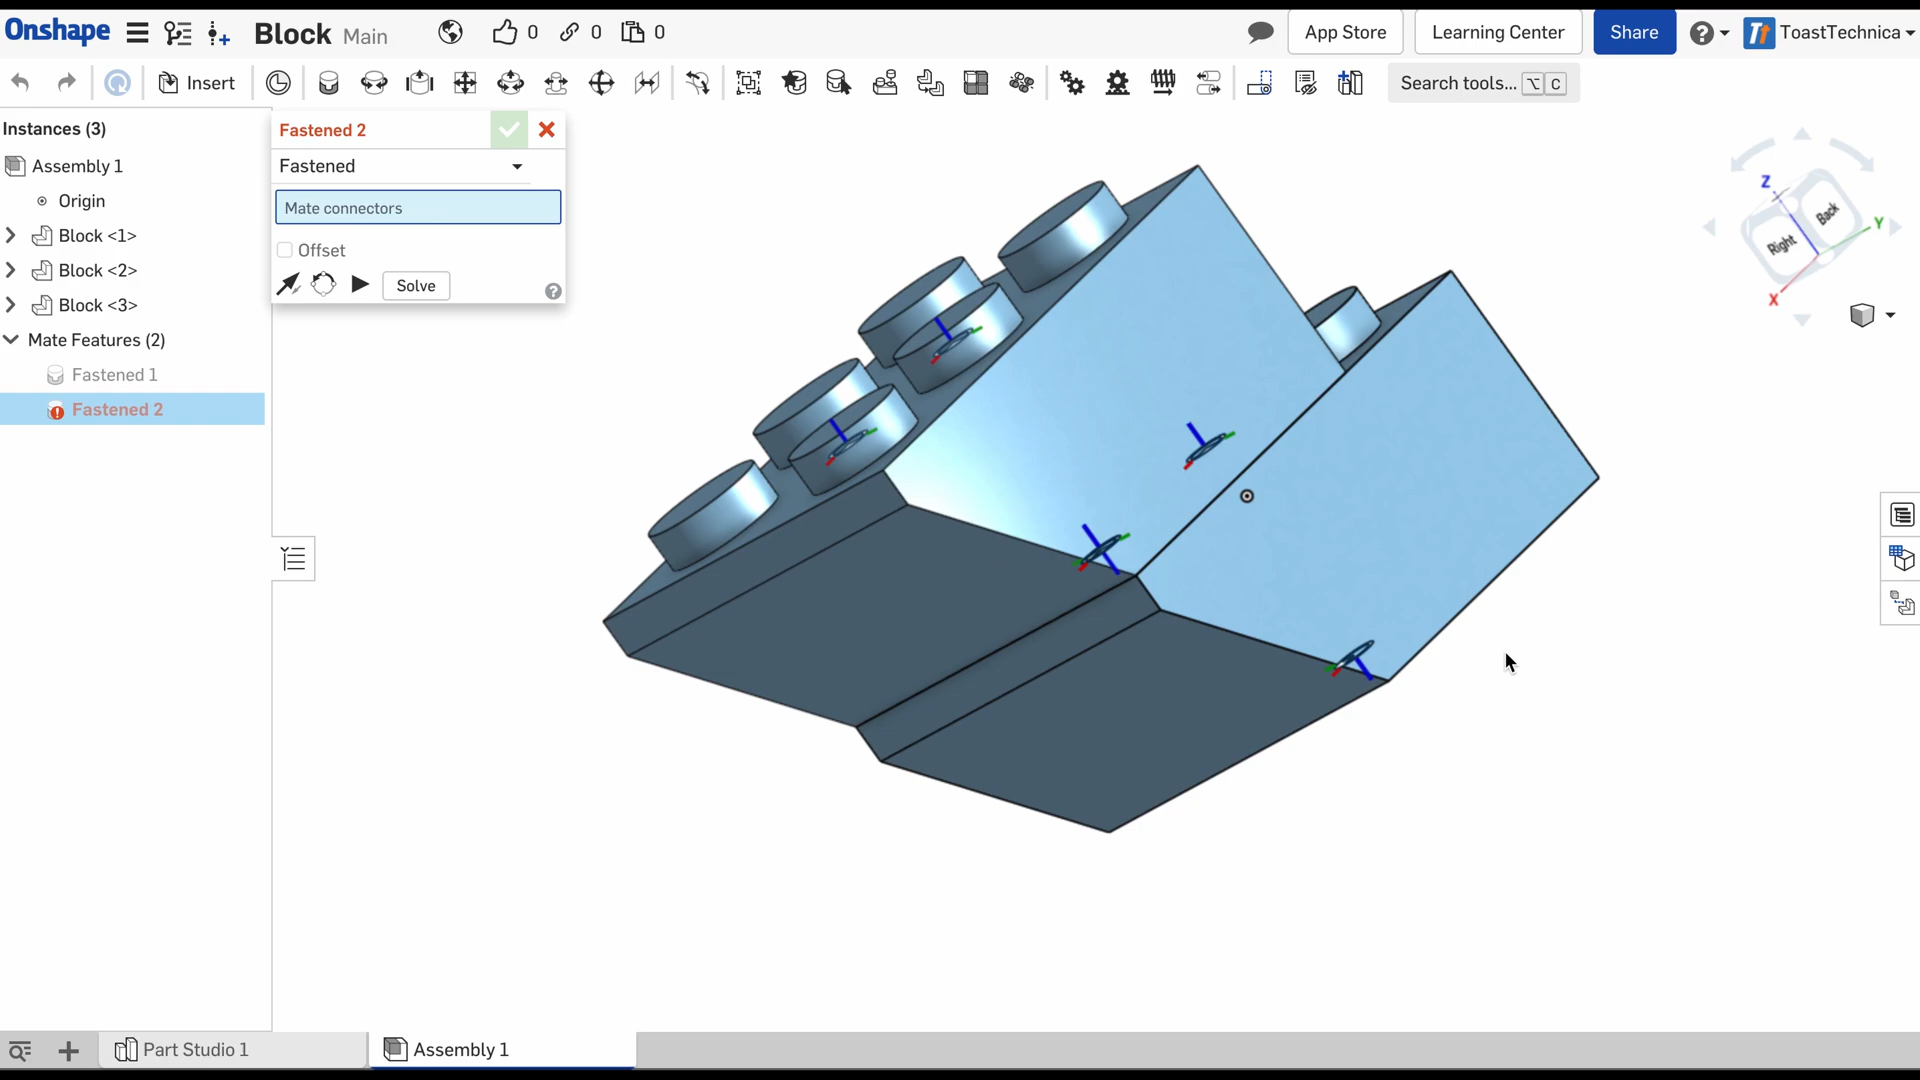 Onshape Block Main 0 0 0 App Store Learning Center Share ? ToastTechnica
Insert Search tools... ⌥ C
Instances (3)
Assembly 1
Origin
Block <1>
Block <2>
Block <3>
Mate Features (2)
Fastened 1
Fastened 2
Fastened 2
Fastened
Mate connectors
Offset
Solve ?
Z
Y
X
Back
Right
Part Studio 1
Assembly 1